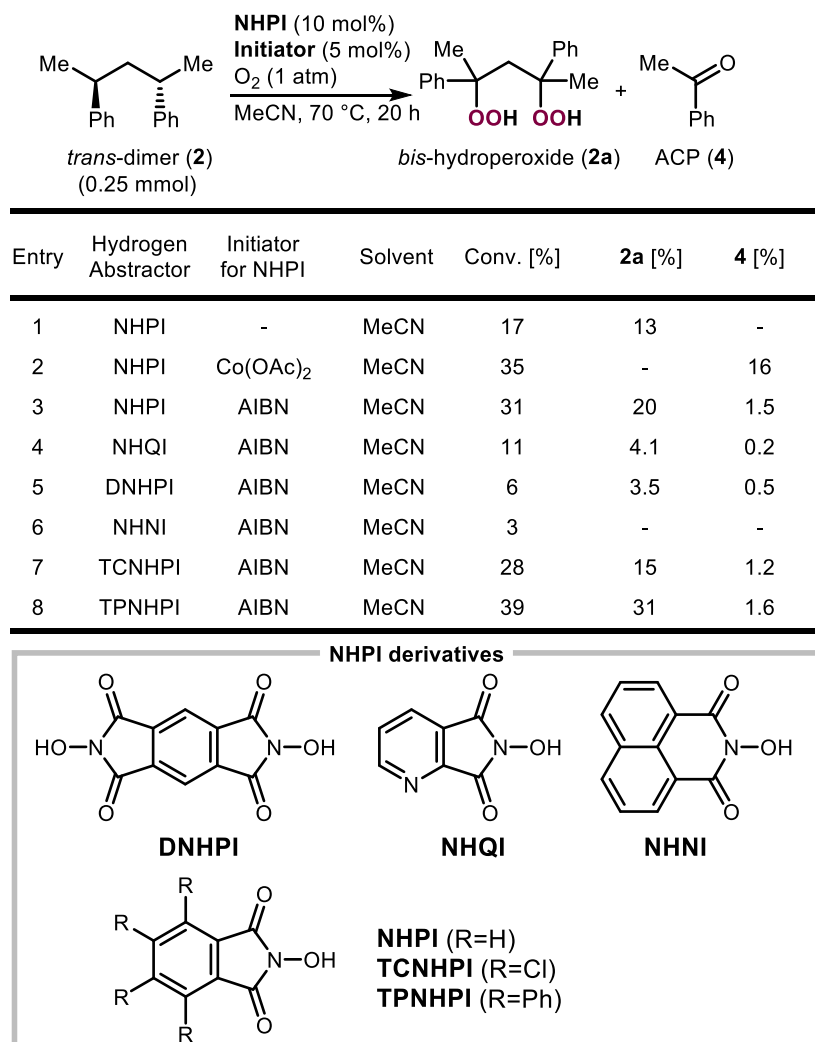 NHPI (10 mol%)
Initiator (5 mol%)
O2 (1 atm)
MeCN, 70 °C, 20 h
Me Me
Ph Ph
Me Ph
Ph Me
OOH OOH
+
Me O
Ph
trans-dimer (2)
(0.25 mmol)
bis-hydroperoxide (2a)
ACP (4)
Entry Hydrogen Abstractor Initiator for NHPI Solvent Conv. [%] 2a [%] 4 [%]
1 NHPI - MeCN 17 13 -
2 NHPI Co(OAc)2 MeCN 35 - 16
3 NHPI AIBN MeCN 31 20 1.5
4 NHQI AIBN MeCN 11 4.1 0.2
5 DNHPI AIBN MeCN 6 3.5 0.5
6 NHNI AIBN MeCN 3 - -
7 TCNHPI AIBN MeCN 28 15 1.2
8 TPNHPI AIBN MeCN 39 31 1.6
NHPI derivatives
O O
HO N N OH
O O
DNHPI
O
N OH
N O
NHQI
O
N OH
O
NHNI
R
R O
N OH
R O
R
NHPI (R=H)
TCNHPI (R=Cl)
TPNHPI (R=Ph)